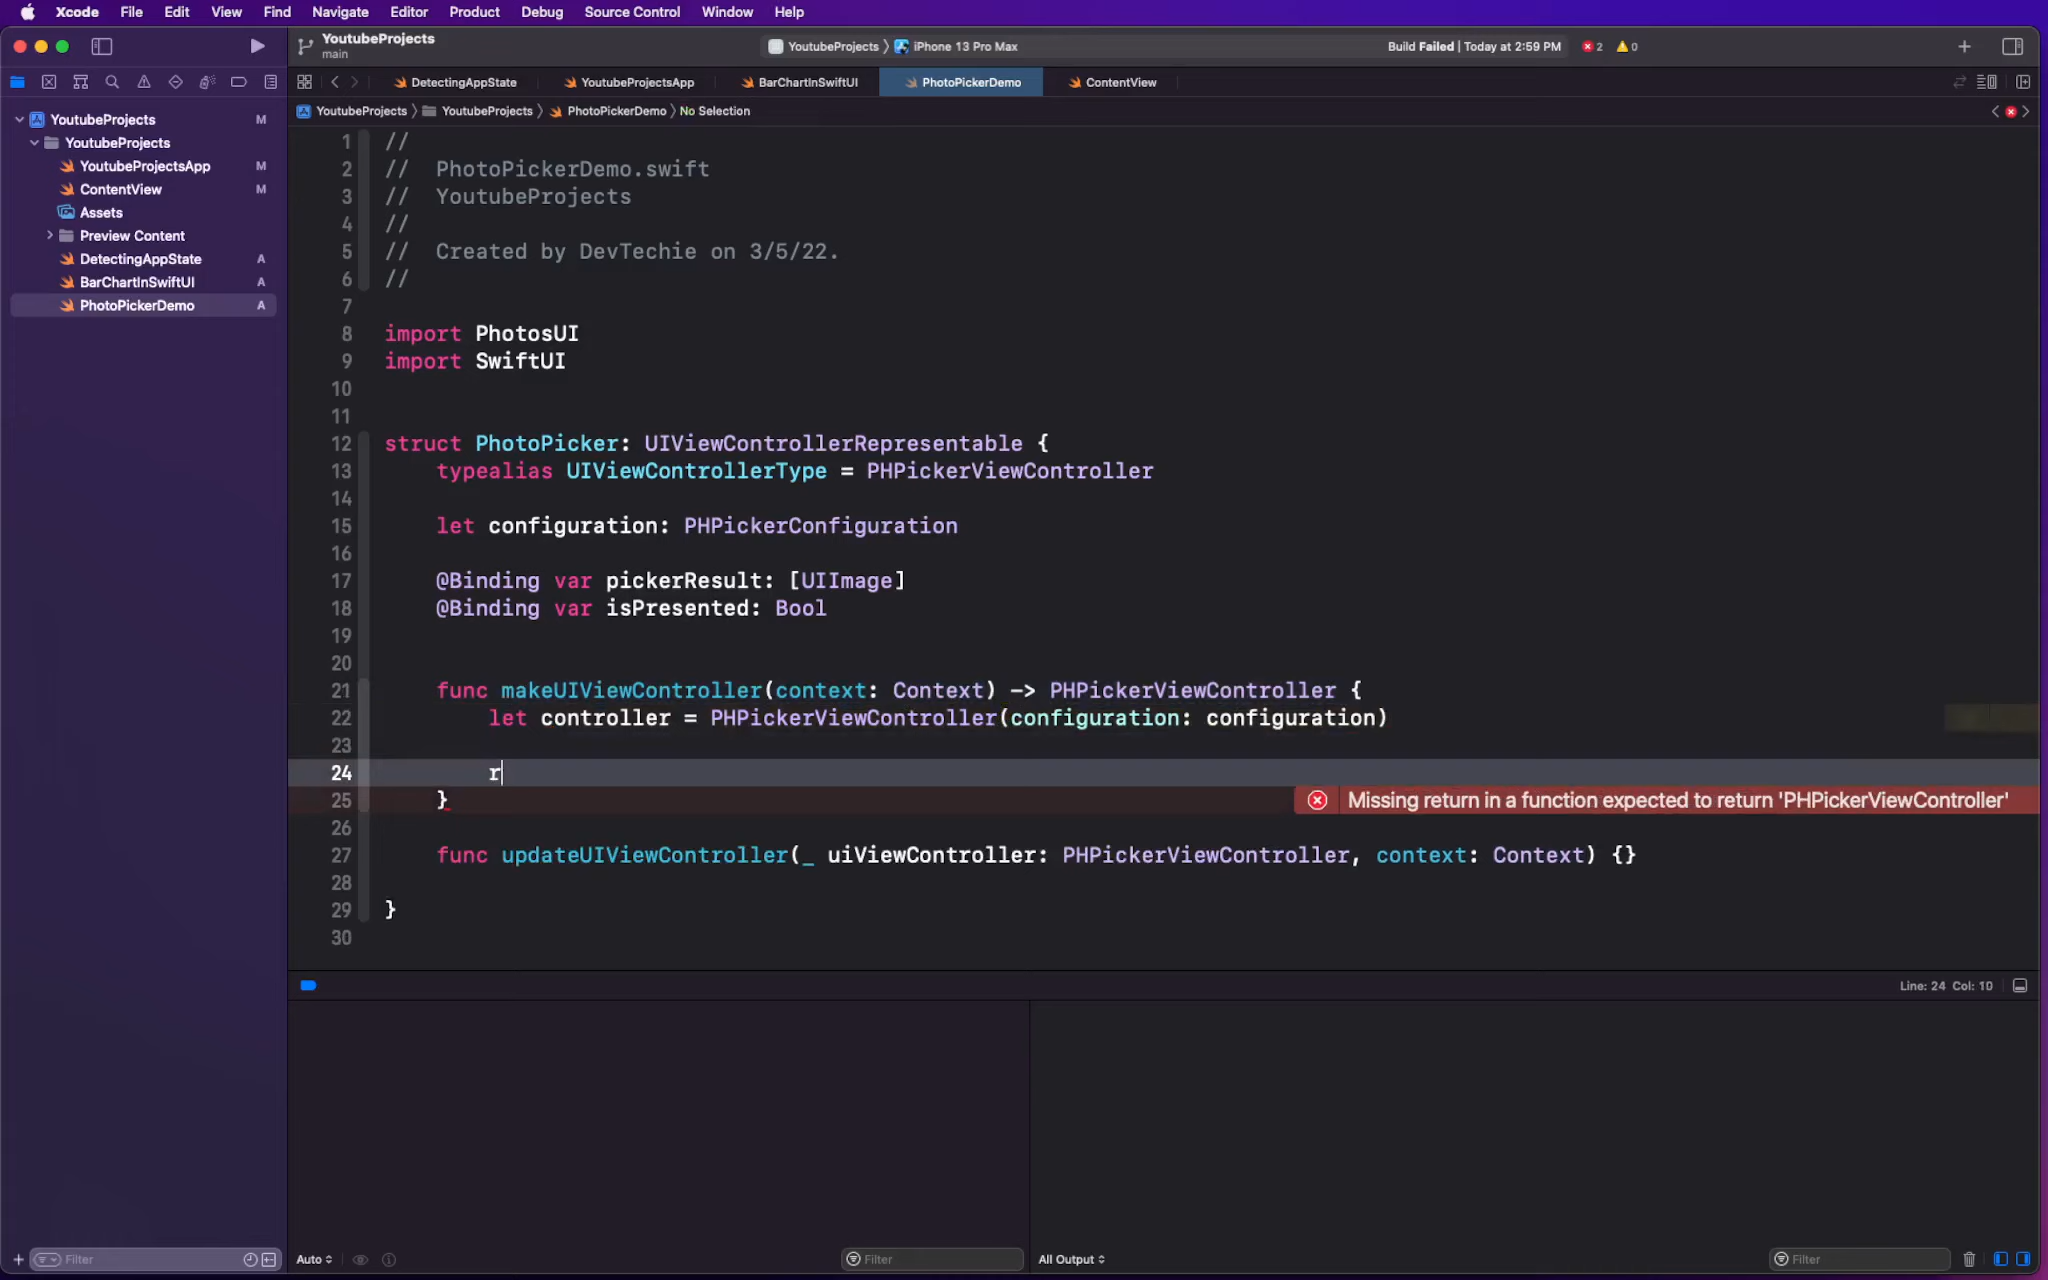 Xcode File Edit View Find Navigate Editor Product Debug Source Control Window Help
YoutubeProjects
main
YoutubeProjects iPhone 13 Pro Max
Build Failed | Today at 2:59 PM 2 0
DetectingAppState YoutubeProjectsApp BarChartInSwiftUI PhotoPickerDemo ContentView
YoutubeProjects YoutubeProjects PhotoPickerDemo No Selection
YoutubeProjects M
YoutubeProjects
YoutubeProjectsApp M
ContentView M
Assets
Preview Content
DetectingAppState A
BarChartInSwiftUI A
PhotoPickerDemo A
1 //
2 // PhotoPickerDemo.swift
3 // YoutubeProjects
4 //
5 // Created by DevTechie on 3/5/22.
6 //
7
8 import PhotosUI
9 import SwiftUI
10
11
12 struct PhotoPicker: UIViewControllerRepresentable {
13 typealias UIViewControllerType = PHPickerViewController
14
15 let configuration: PHPickerConfiguration
16
17 @Binding var pickerResult: [UIImage]
18 @Binding var isPresented: Bool
19
20
21 func makeUIViewController(context: Context) -> PHPickerViewController {
22 let controller = PHPickerViewController(configuration: configuration)
23
24 r
25 } Missing return in a function expected to return 'PHPickerViewController'
26
27 func updateUIViewController(_ uiViewController: PHPickerViewController, context: Context) {}
28
29 }
30
Line: 24 Col: 10
Filter
Auto
Filter
All Output
Filter